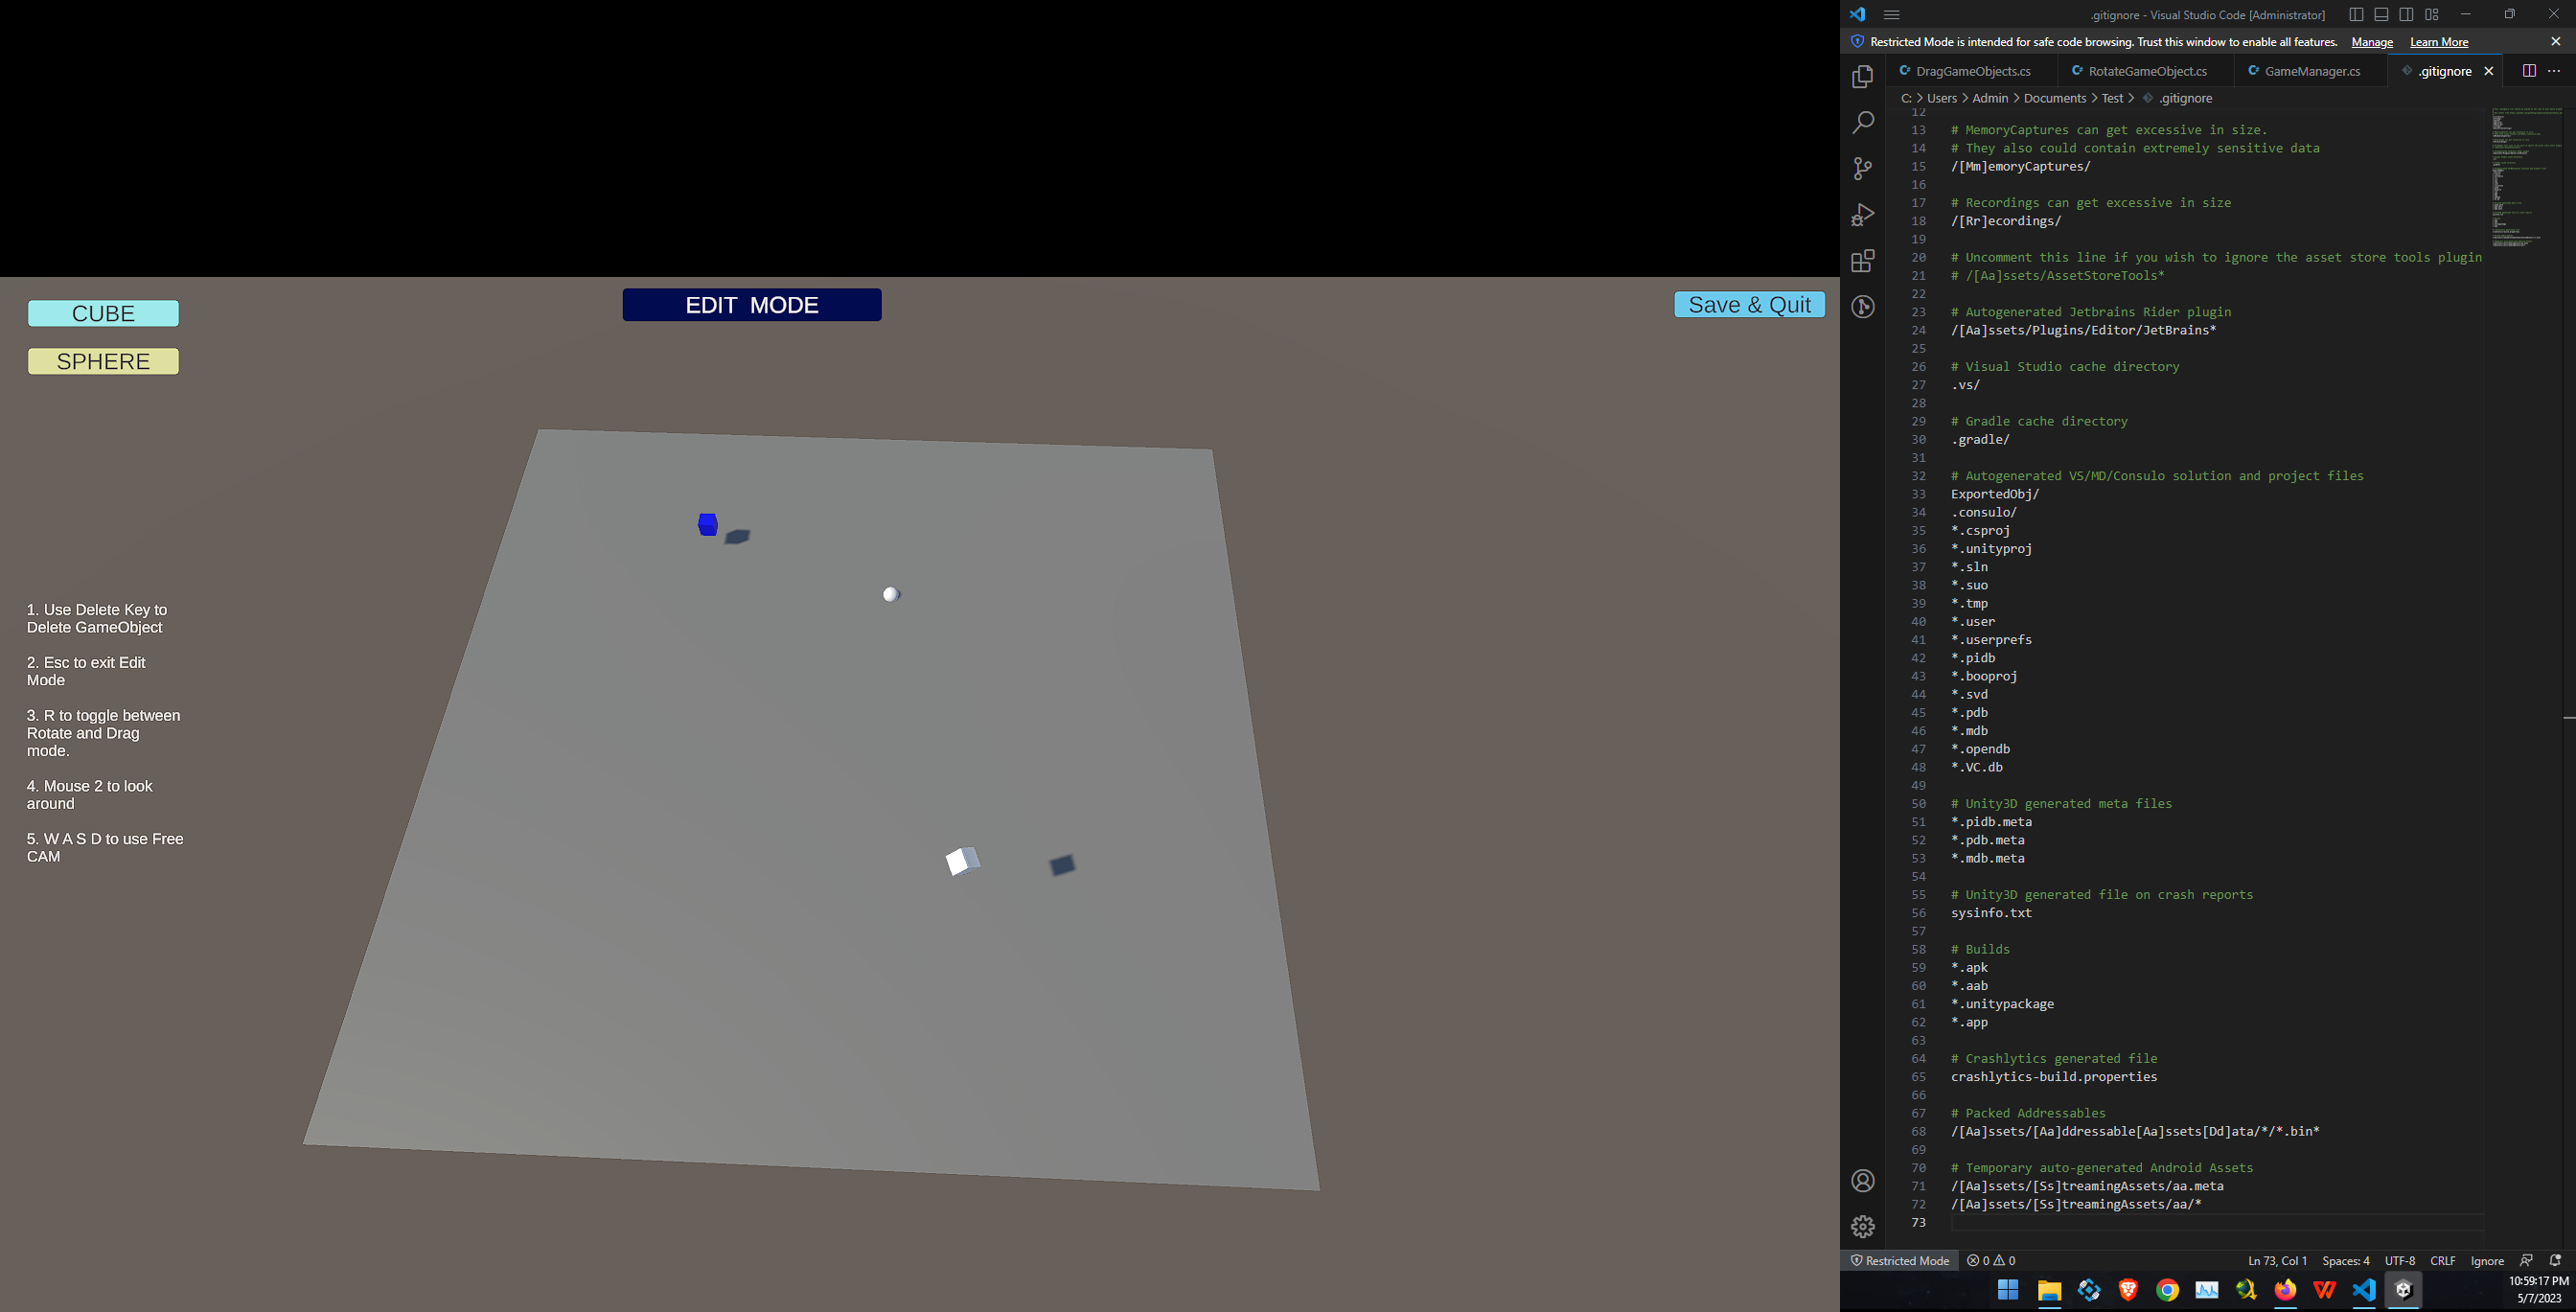 CUBE
EDIT MODE
Save & Quit
SPHERE
1. Use Delete Key to
Delete GameObject
2. Esc to exit Edit
Mode
3. R to toggle between
Rotate and Drag
mode.
4. Mouse 2 to look
around
5. W A S D to use Free
CAM
.gitignore - Visual Studio Code [Administrator]
Restricted Mode is intended for safe code browsing. Trust this window to enable all features. Manage Learn More
DragGameObjects.cs RotateGameObject.cs GameManager.cs .gitignore
C: > Users > Admin > Documents > Test > .gitignore
12
13 # MemoryCaptures can get excessive in size.
14 # They also could contain extremely sensitive data
15 /[Mm]emoryCaptures/
16
17 # Recordings can get excessive in size
18 /[Rr]ecordings/
19
20 # Uncomment this line if you wish to ignore the asset store tools plugin
21 # /[Aa]ssets/AssetStoreTools*
22
23 # Autogenerated Jetbrains Rider plugin
24 /[Aa]ssets/Plugins/Editor/JetBrains*
25
26 # Visual Studio cache directory
27 .vs/
28
29 # Gradle cache directory
30 .gradle/
31
32 # Autogenerated VS/MD/Consulo solution and project files
33 ExportedObj/
34 .consulo/
35 *.csproj
36 *.unityproj
37 *.sln
38 *.suo
39 *.tmp
40 *.user
41 *.userprefs
42 *.pidb
43 *.booproj
44 *.svd
45 *.pdb
46 *.mdb
47 *.opendb
48 *.VC.db
49
50 # Unity3D generated meta files
51 *.pidb.meta
52 *.pdb.meta
53 *.mdb.meta
54
55 # Unity3D generated file on crash reports
56 sysinfo.txt
57
58 # Builds
59 *.apk
60 *.aab
61 *.unitypackage
62 *.app
63
64 # Crashlytics generated file
65 crashlytics-build.properties
66
67 # Packed Addressables
68 /[Aa]ssets/[Aa]ddressable[Aa]ssets[Dd]ata/*/*.bin*
69
70 # Temporary auto-generated Android Assets
71 /[Aa]ssets/[Ss]treamingAssets/aa.meta
72 /[Aa]ssets/[Ss]treamingAssets/aa/*
73
Restricted Mode 0 0 Ln 73, Col 1 Spaces: 4 UTF-8 CRLF Ignore
10:59:17 PM
5/7/2023